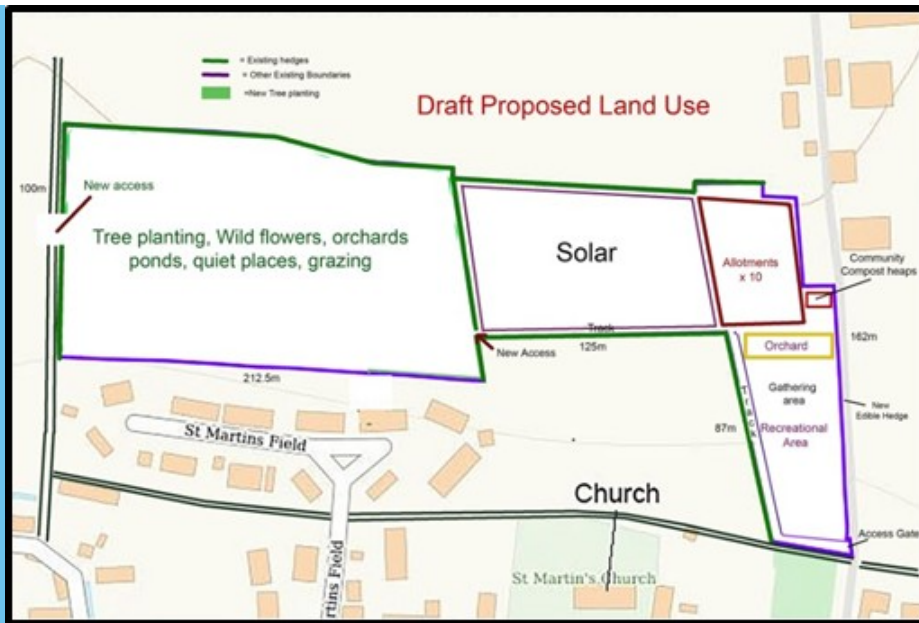 = Existing hedges
= Other Existing Boundaries
=New Tree planting
Draft Proposed Land Use
100m
New access
Tree planting, Wild flowers, orchards
ponds, quiet places, grazing
Solar
Allotments
x 10
Community
Compost heaps
Track
125m
New Access
Orchard
162m
212.5m
Gathering
area
New
Edible Hedge
Track
87m
Recreational
Area
St Martins Field
Church
Access Gate
St Martin's Church
rtins Field